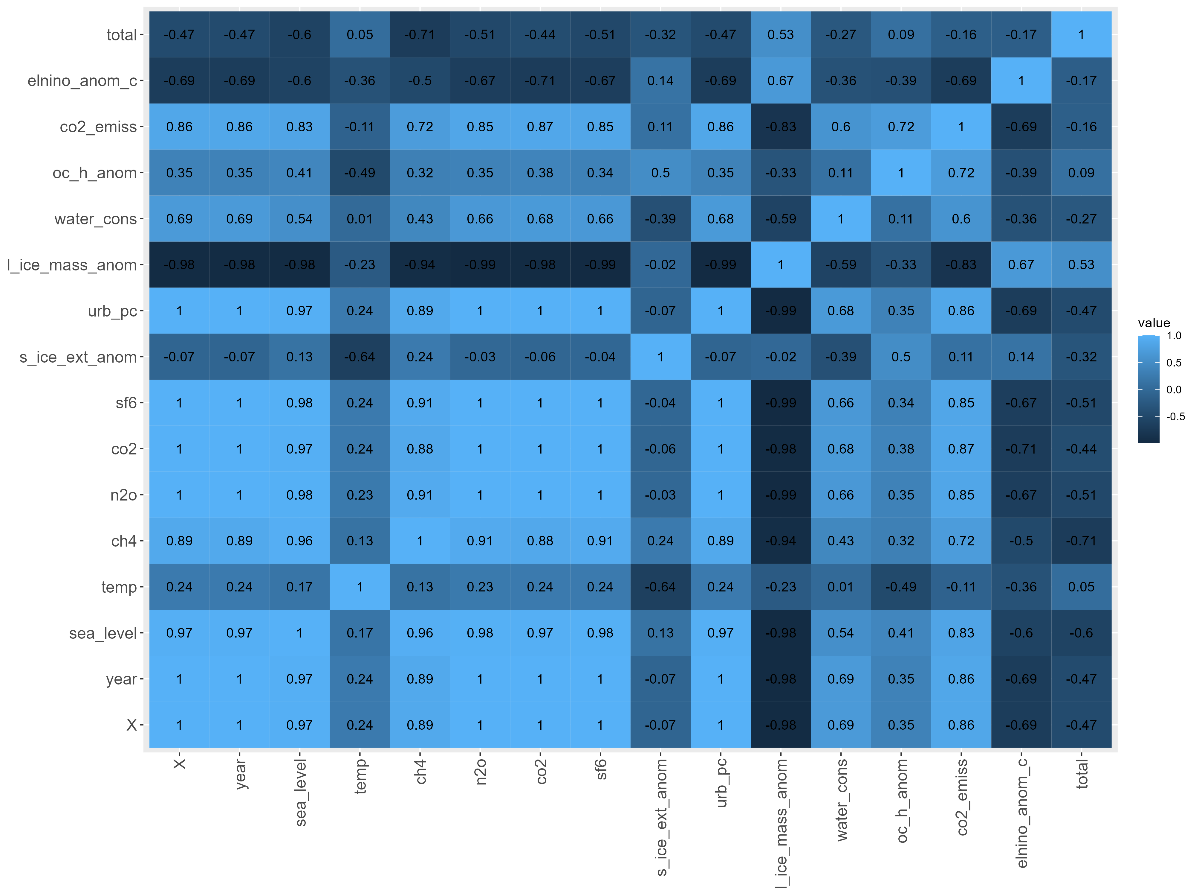 total -0.47 -0.47 -0.6 0.05 -0.71 -0.51 -0.44 -0.51 -0.32 -0.47 0.53 -0.27 0.09 -0.16 -0.17 1
elnino_anom_c -0.69 -0.69 -0.6 -0.36 -0.5 -0.67 -0.71 -0.67 0.14 -0.69 0.67 -0.36 -0.39 -0.69 1 -0.17
co2_emiss 0.86 0.86 0.83 -0.11 0.72 0.85 0.87 0.85 0.11 0.86 -0.83 0.6 0.72 1 -0.69 -0.16
oc_h_anom 0.35 0.35 0.41 -0.49 0.32 0.35 0.38 0.34 0.5 0.35 -0.33 0.11 1 0.72 -0.39 0.09
water_cons 0.69 0.69 0.54 0.01 0.43 0.66 0.68 0.66 -0.39 0.68 -0.59 1 0.11 0.6 -0.36 -0.27
l_ice_mass_anom -0.98 -0.98 -0.98 -0.23 -0.94 -0.99 -0.98 -0.99 -0.02 -0.99 1 -0.59 -0.33 -0.83 0.67 0.53
urb_pc 1 1 0.97 0.24 0.89 1 1 1 -0.07 1 -0.99 0.68 0.35 0.86 -0.69 -0.47
s_ice_ext_anom -0.07 -0.07 0.13 -0.64 0.24 -0.03 -0.06 -0.04 1 -0.07 -0.02 -0.39 0.5 0.11 0.14 -0.32
sf6 1 1 0.98 0.24 0.91 1 1 1 -0.04 1 -0.99 0.66 0.34 0.85 -0.67 -0.51
co2 1 1 0.97 0.24 0.88 1 1 1 -0.06 1 -0.98 0.68 0.38 0.87 -0.71 -0.44
n2o 1 1 0.98 0.23 0.91 1 1 1 -0.03 1 -0.99 0.66 0.35 0.85 -0.67 -0.51
ch4 0.89 0.89 0.96 0.13 1 0.91 0.88 0.91 0.24 0.89 -0.94 0.43 0.32 0.72 -0.5 -0.71
temp 0.24 0.24 0.17 1 0.13 0.23 0.24 0.24 -0.64 0.24 -0.23 0.01 -0.49 -0.11 -0.36 0.05
sea_level 0.97 0.97 1 0.17 0.96 0.98 0.97 0.98 0.13 0.97 -0.98 0.54 0.41 0.83 -0.6 -0.6
year 1 1 0.97 0.24 0.89 1 1 1 -0.07 1 -0.98 0.69 0.35 0.86 -0.69 -0.47
X 1 1 0.97 0.24 0.89 1 1 1 -0.07 1 -0.98 0.69 0.35 0.86 -0.69 -0.47
X year sea_level temp ch4 n2o co2 sf6 s_ice_ext_anom urb_pc l_ice_mass_anom water_cons oc_h_anom co2_emiss elnino_anom_c total
value
1.0
0.5
0.0
-0.5